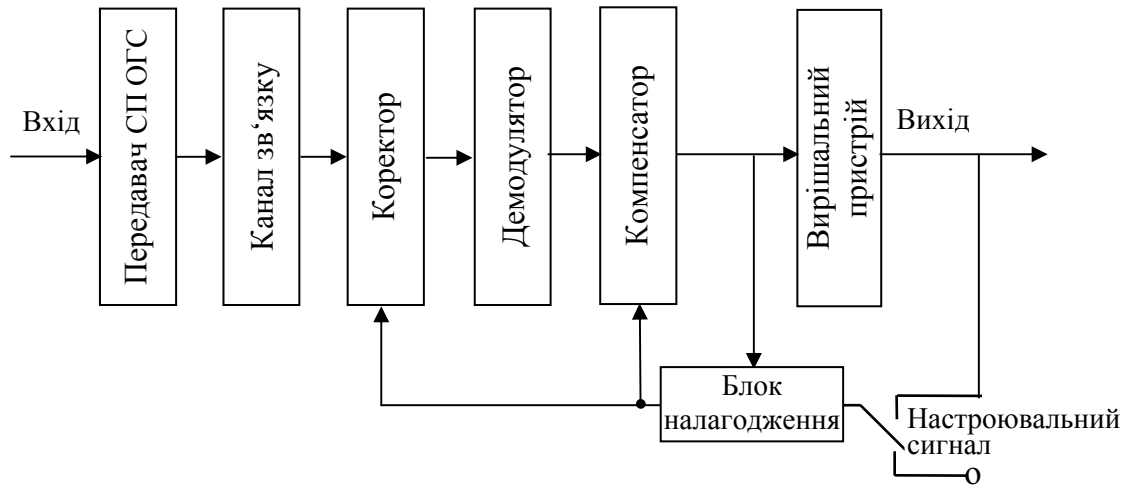 Вхід
Передавач СП ОГС
Канал зв‘язку
Коректор
Демодулятор
Компенсатор
Вирішальний
пристрій
Вихід
Блок
налагодження
Настроювальний
сигнал